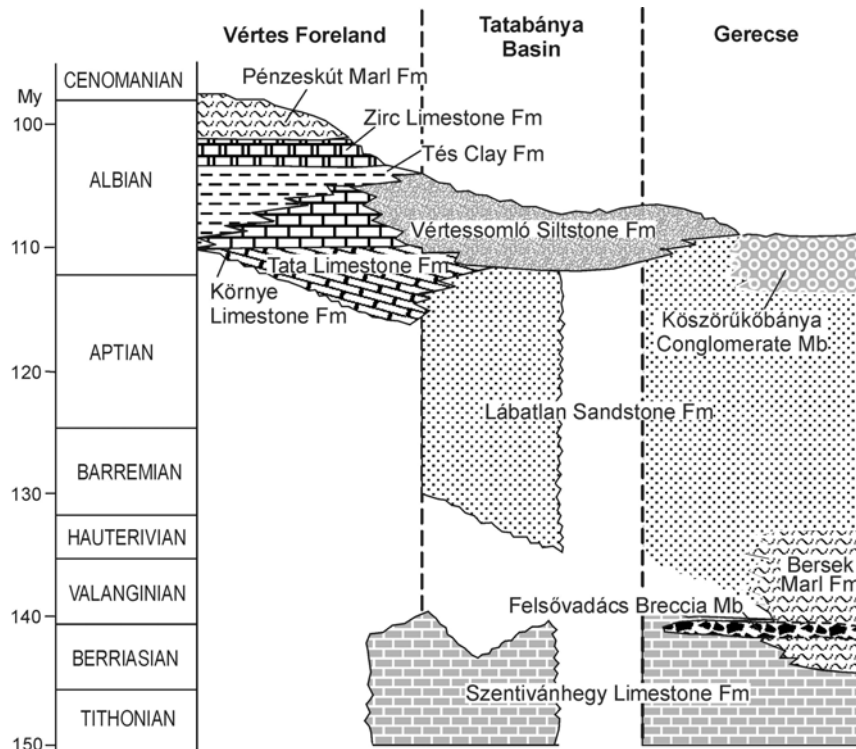 Vértes Foreland
Tatabánya
Basin
Gerecse
My
CENOMANIAN
Pénzeskút Marl Fm
100
Zirc Limestone Fm
Tés Clay Fm
ALBIAN
Vértessomló Siltstone Fm
110
Tata Limestone Fm
Környe
Limestone Fm
Köszörűkőbánya
Conglomerate Mb
APTIAN
120
Lábatlan Sandstone Fm
BARREMIAN
130
HAUTERIVIAN
Bersek
Marl Fm
VALANGINIAN
Felsővadács Breccia Mb
140
BERRIASIAN
Szentivánhegy Limestone Fm
TITHONIAN
150